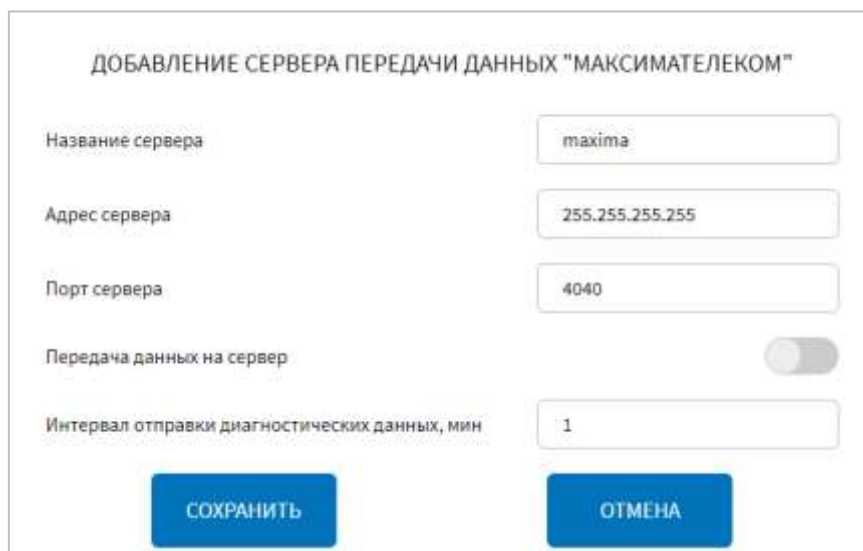 ДОБАВЛЕНИЕ СЕРВЕРА ПЕРЕДАЧИ ДАННЫХ "МАКСИМАТЕЛЕКОМ"
Название сервера maxima
Адрес сервера 255.255.255.255
Порт сервера 4040
Передача данных на сервер
Интервал отправки диагностических данных, мин 1
СОХРАНИТЬ ОТМЕНА